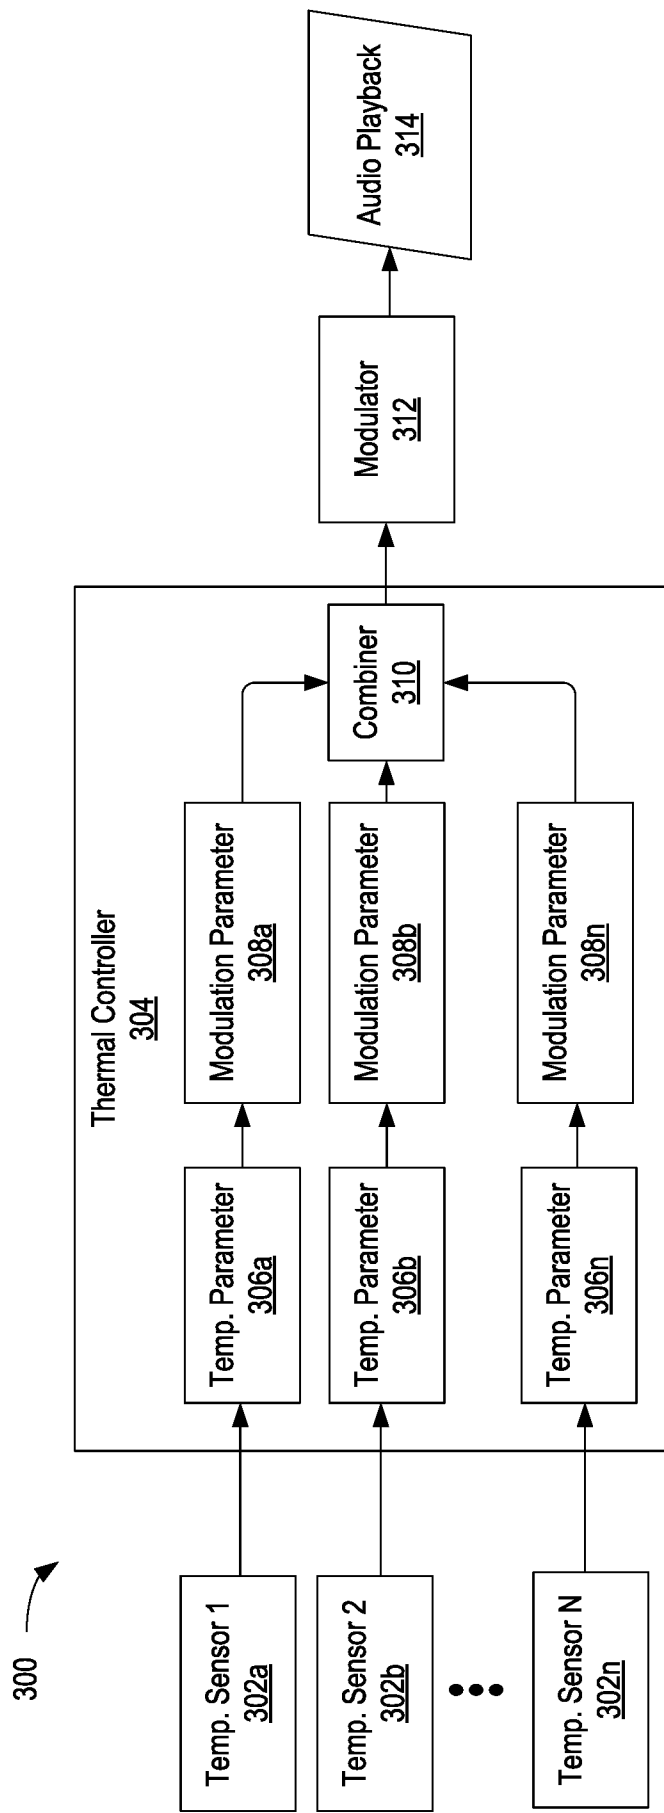 300
Temp. Sensor 1
302a
Temp. Sensor 2
302b
Temp. Sensor N
302n
Thermal Controller
304
Temp. Parameter
306a
Temp. Parameter
306b
Temp. Parameter
306n
Modulation Parameter
308a
Modulation Parameter
308b
Modulation Parameter
308n
Combiner
310
Modulator
312
Audio Playback
314